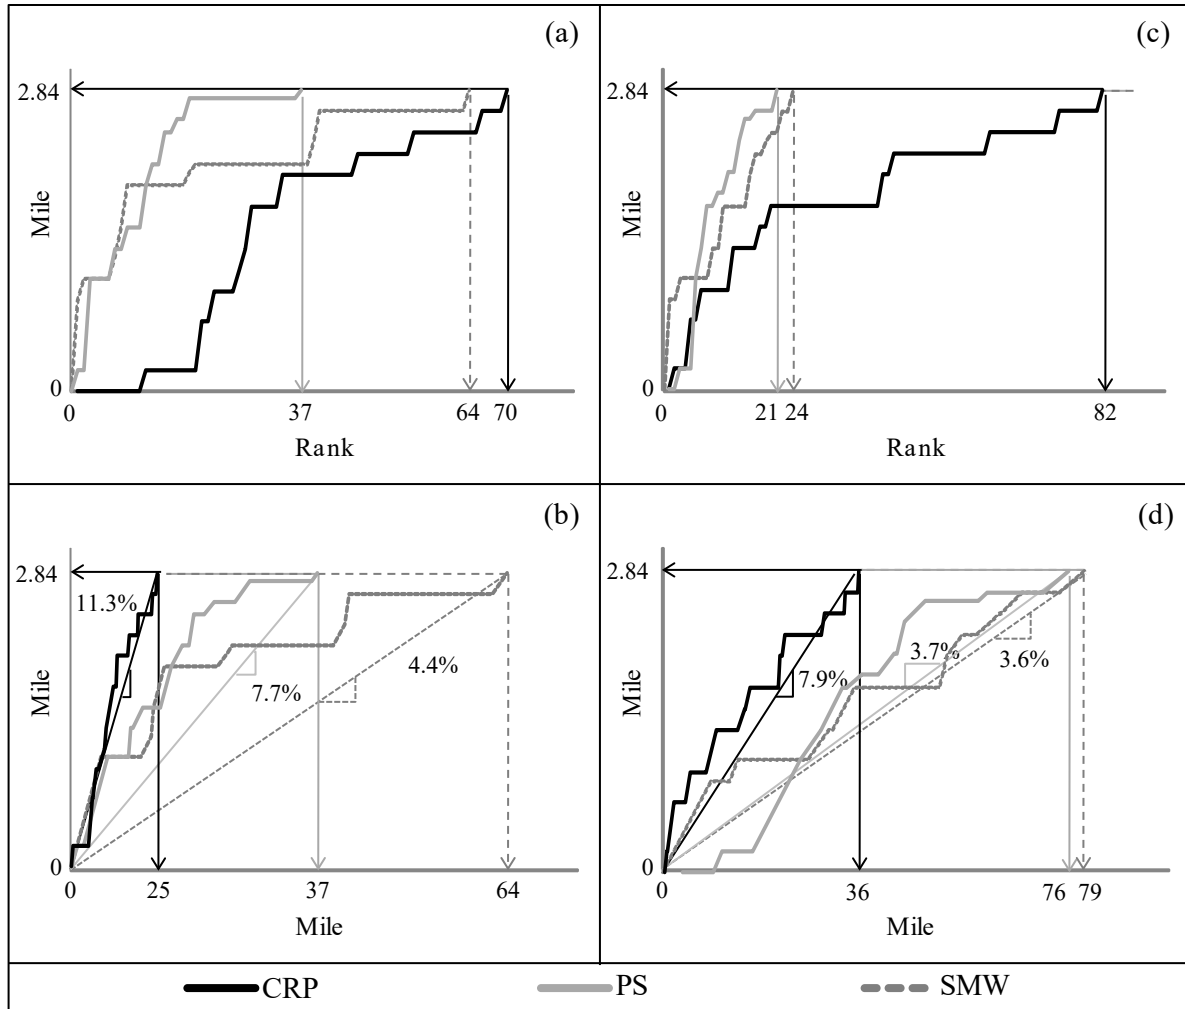 (a)
2.84
Mile
0
0 37 64 70
Rank
(c)
2.84
Mile
0
0 21 24 82
Rank
(b)
2.84
11.3%
4.4%
7.7%
Mile
0
0 25 37 64
Mile
(d)
2.84
3.7%
3.6%
7.9%
Mile
0
0 36 76 79
Mile
CRP PS SMW